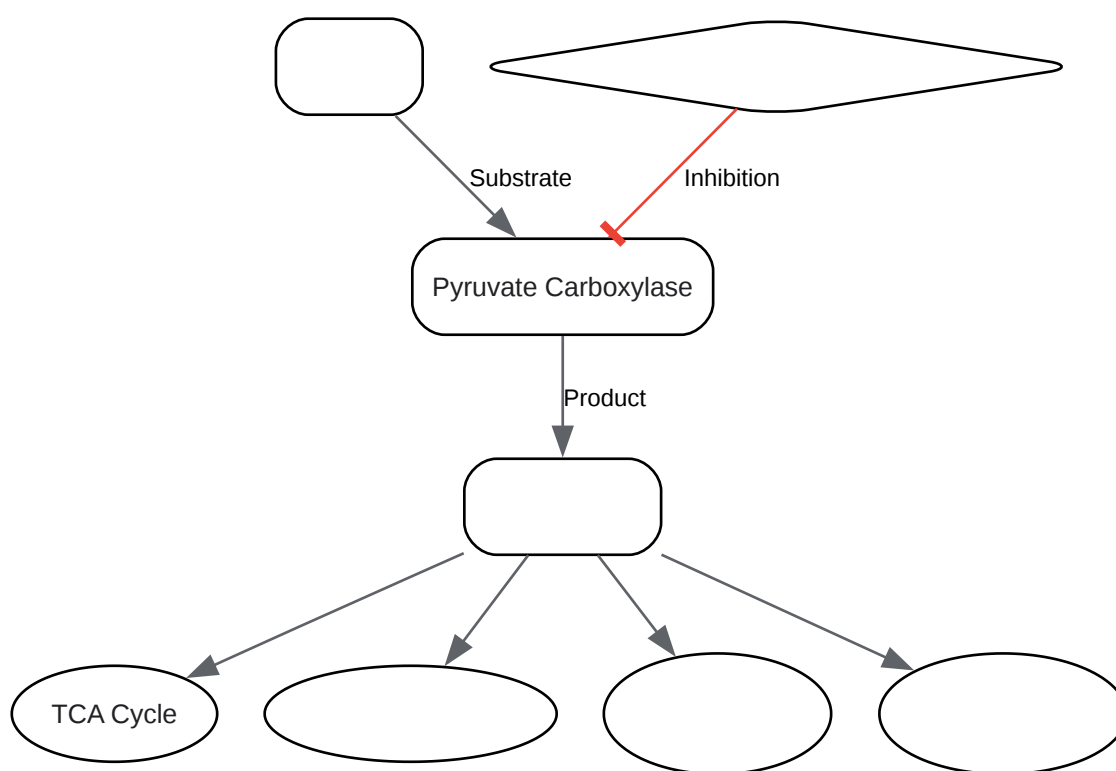 Substrate
Inhibition
Pyruvate Carboxylase
Product
TCA Cycle